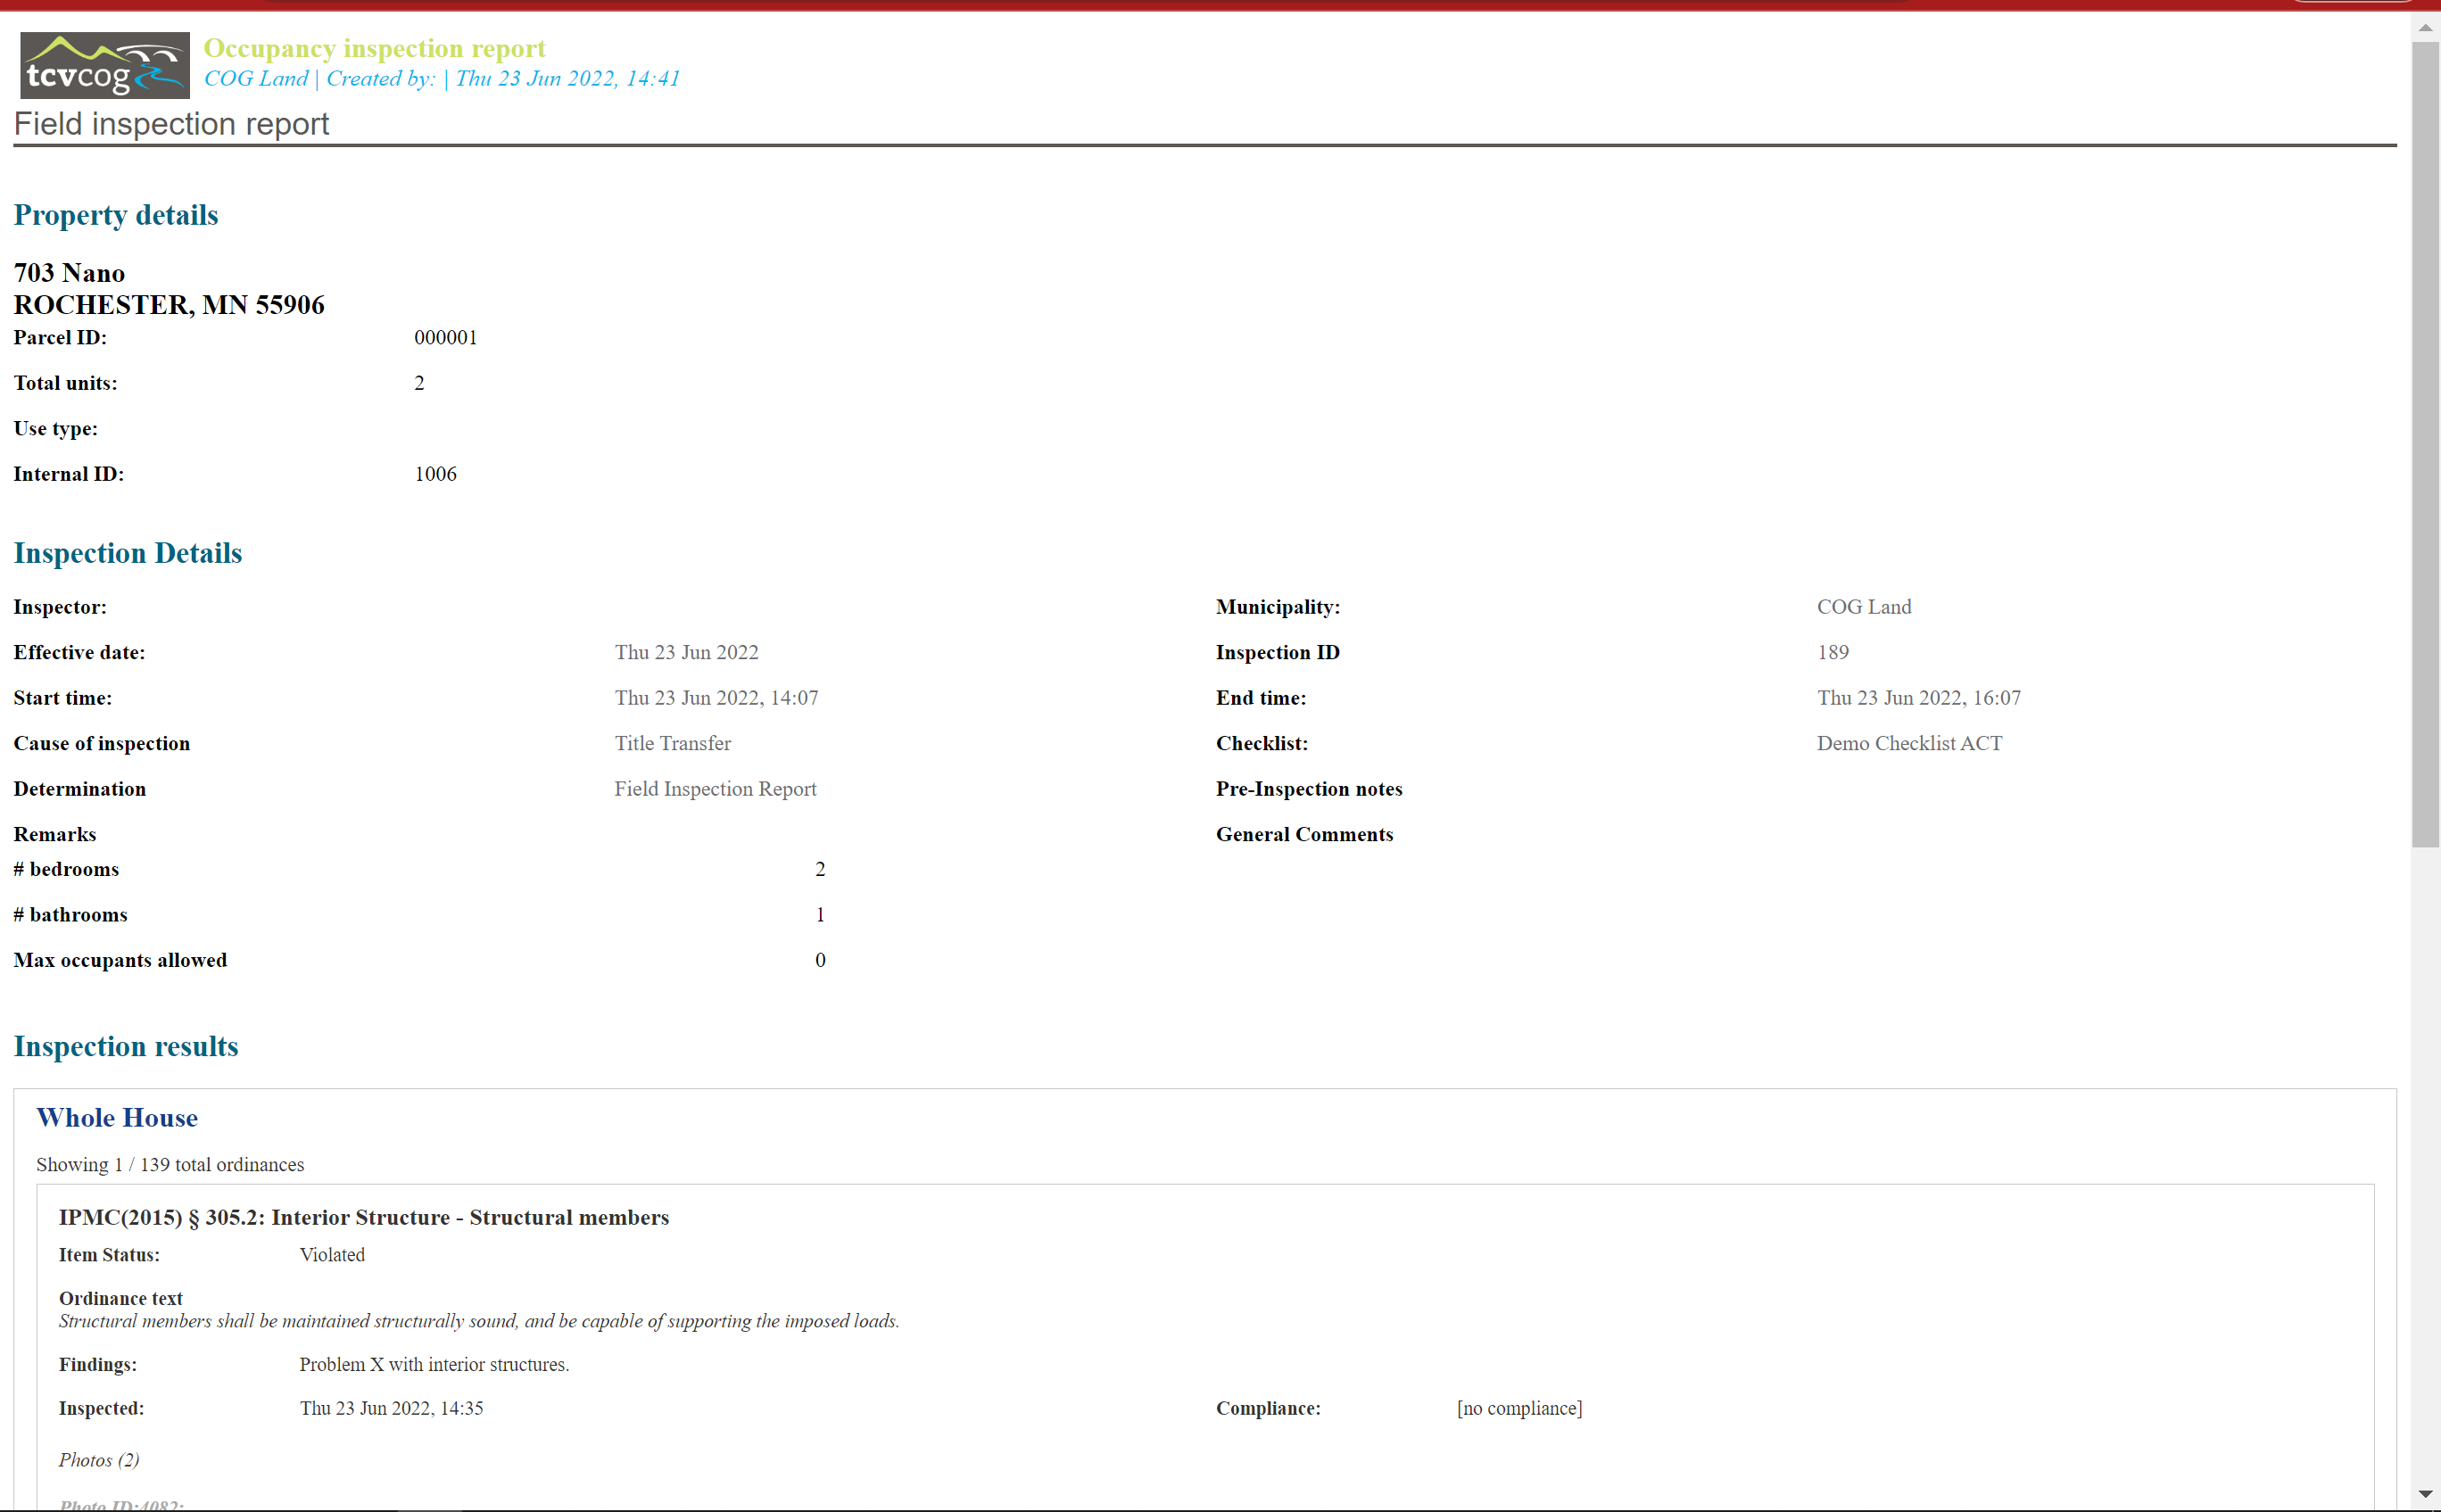 tcvcog
Occupancy inspection report
COG Land | Created by: | Thu 23 Jun 2022, 14:41
Field inspection report
Property details
703 Nano
ROCHESTER, MN 55906
Parcel ID: 000001
Total units: 2
Use type:
Internal ID: 1006
Inspection Details
Inspector: Municipality: COG Land
Effective date: Thu 23 Jun 2022 Inspection ID 189
Start time: Thu 23 Jun 2022, 14:07 End time: Thu 23 Jun 2022, 16:07
Cause of inspection Title Transfer Checklist: Demo Checklist ACT
Determination Field Inspection Report Pre-Inspection notes
Remarks General Comments
# bedrooms 2
# bathrooms 1
Max occupants allowed 0
Inspection results
Whole House
Showing 1 / 139 total ordinances
IPMC(2015) § 305.2: Interior Structure - Structural members
Item Status: Violated
Ordinance text
Structural members shall be maintained structurally sound, and be capable of supporting the imposed loads.
Findings: Problem X with interior structures.
Inspected: Thu 23 Jun 2022, 14:35 Compliance: [no compliance]
Photos (2)
Photo ID:4082: